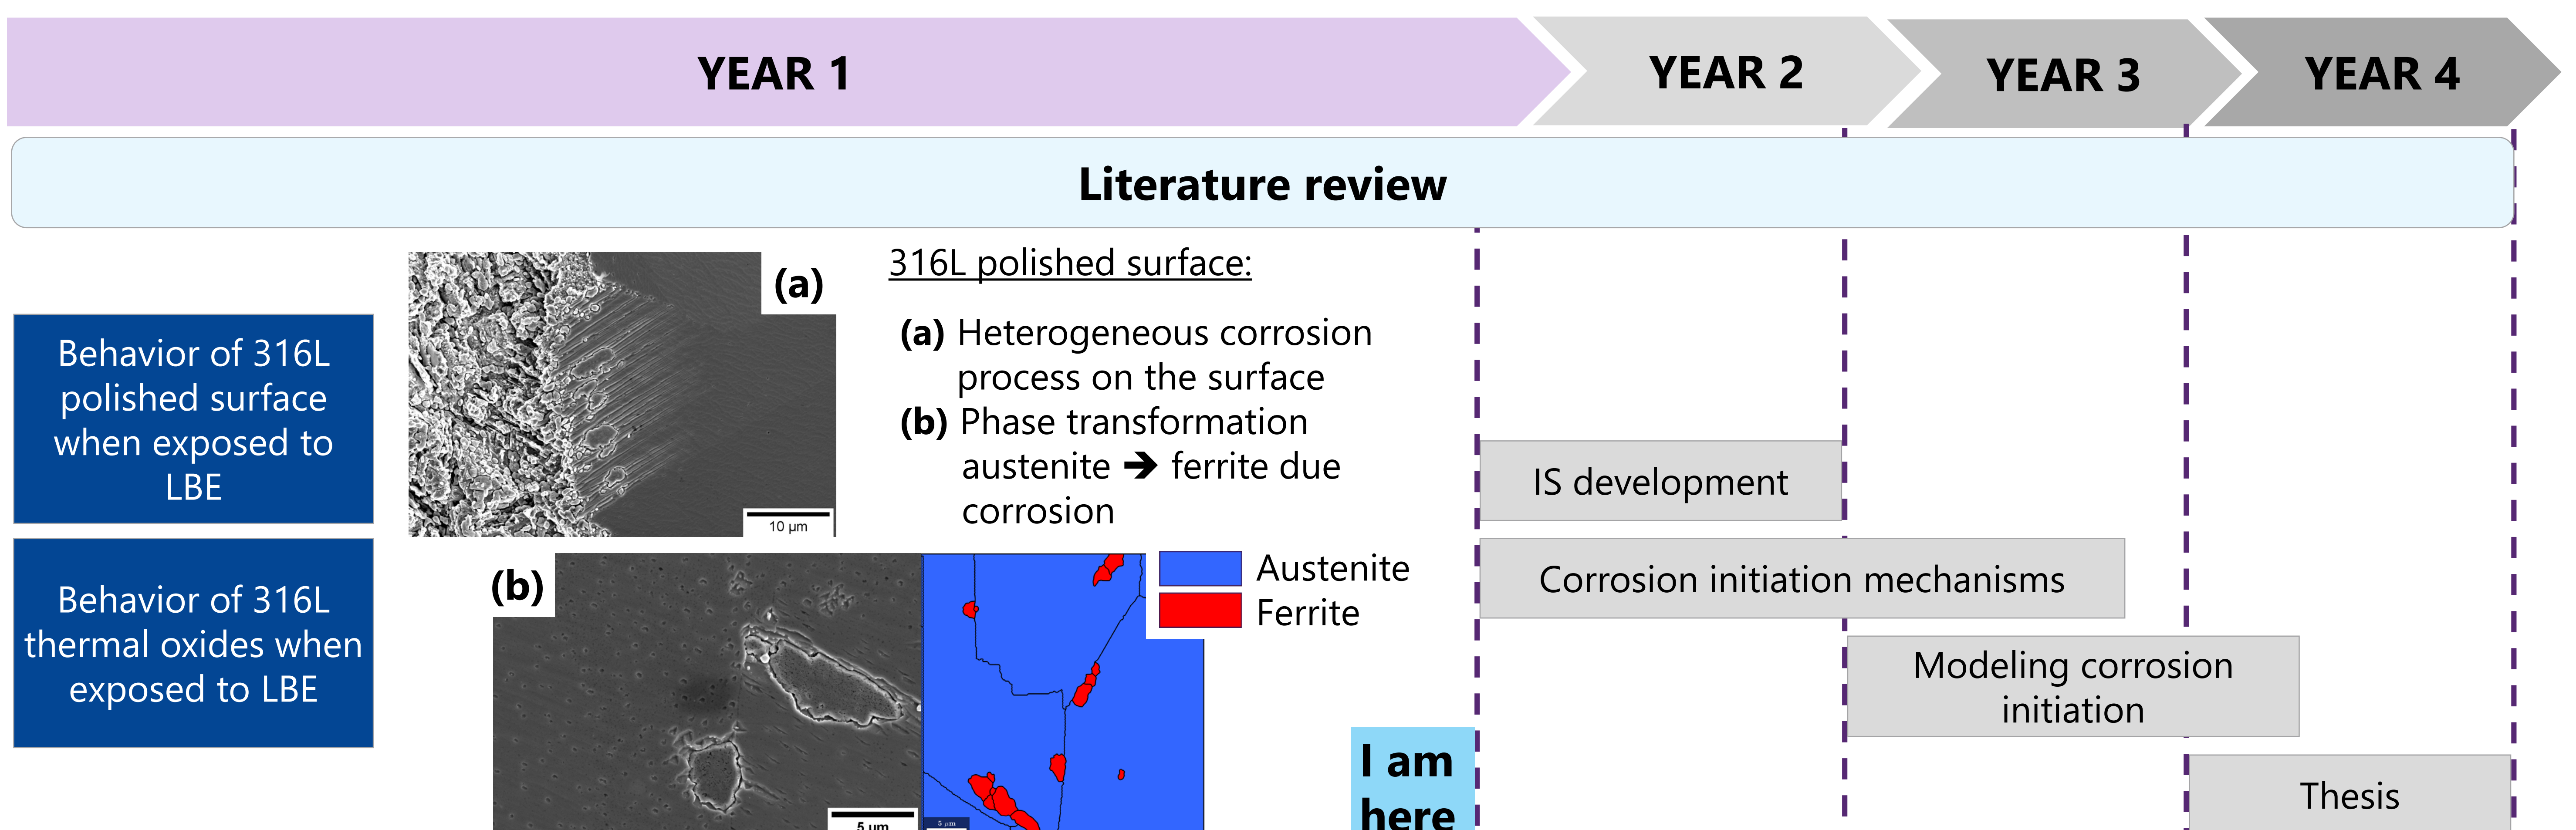 YEAR 1
YEAR 2
YEAR 3
YEAR 4
Literature review
Behavior of 316L
polished surface
when exposed to
LBE
Behavior of 316L
thermal oxides when
exposed to LBE
(a)
10 µm
316L polished surface:
(a) Heterogeneous corrosion
process on the surface
(b) Phase transformation
austenite 🡺 ferrite due
corrosion
(b)
5 µm
5 µm
Austenite
Ferrite
I am
here
IS development
Corrosion initiation mechanisms
Modeling corrosion
initiation
Thesis